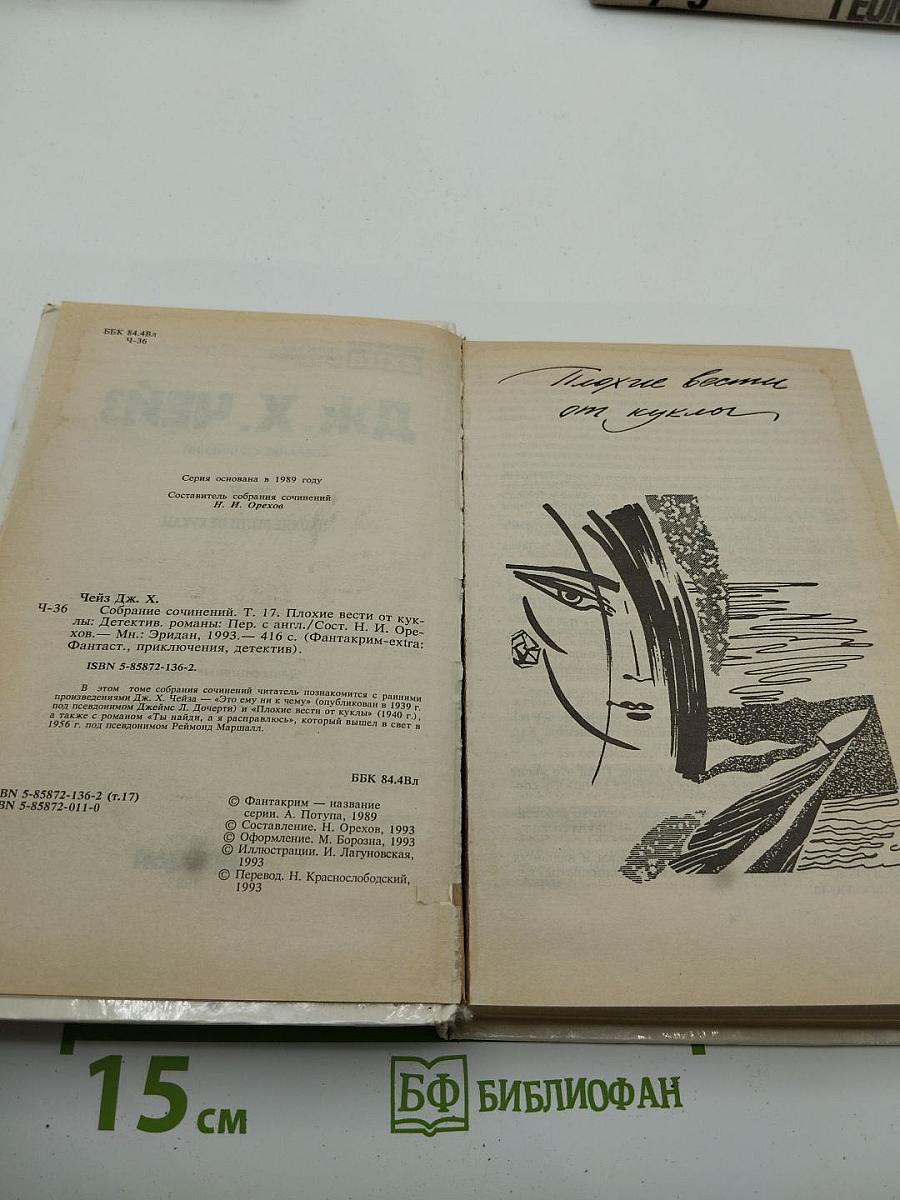 ББК 84.4Вл
Ч-36
Серия основана в 1989 году
Составитель собрания сочинений
Н. И. Орехов
Чейз Дж. Х.
Ч-36 Собрание сочинений. Т. 17. Плохие вести от кук-
лы: Детектив. романы: Пер. с англ./Сост. Н. И. Оре-
хов.— Мн.: Эридан, 1993.— 416 с. (Фантакрим-extra:
Фантаст., приключения, детектив).
ISBN 5-85872-136-2.
В этом томе собрания сочинений читатель познакомится с ранними
произведениями Дж. Х. Чейза — «Это ему ни к чему» (опубликован в 1939 г.
под псевдонимом Джеймс Л. Дочерти) и «Плохие вести от куклы» (1940 г.),
а также с романом «Ты найди, а я расправлюсь», который вышел в свет в
1956 г. под псевдонимом Реймонд Маршалл.
ББК 84.4Вл
BN 5-85872-136-2 (т.17)
BN 5-85872-011-0
© Фантакрим — название
серии. А. Потупа, 1989
© Составление. Н. Орехов, 1993
© Оформление. М. Борозна, 1993
© Иллюстрации. И. Лагуновская,
1993
© Перевод. Н. Краснослободский,
1993
Плохие вести
от куклы
15 см
БФ БИБЛИОФАН